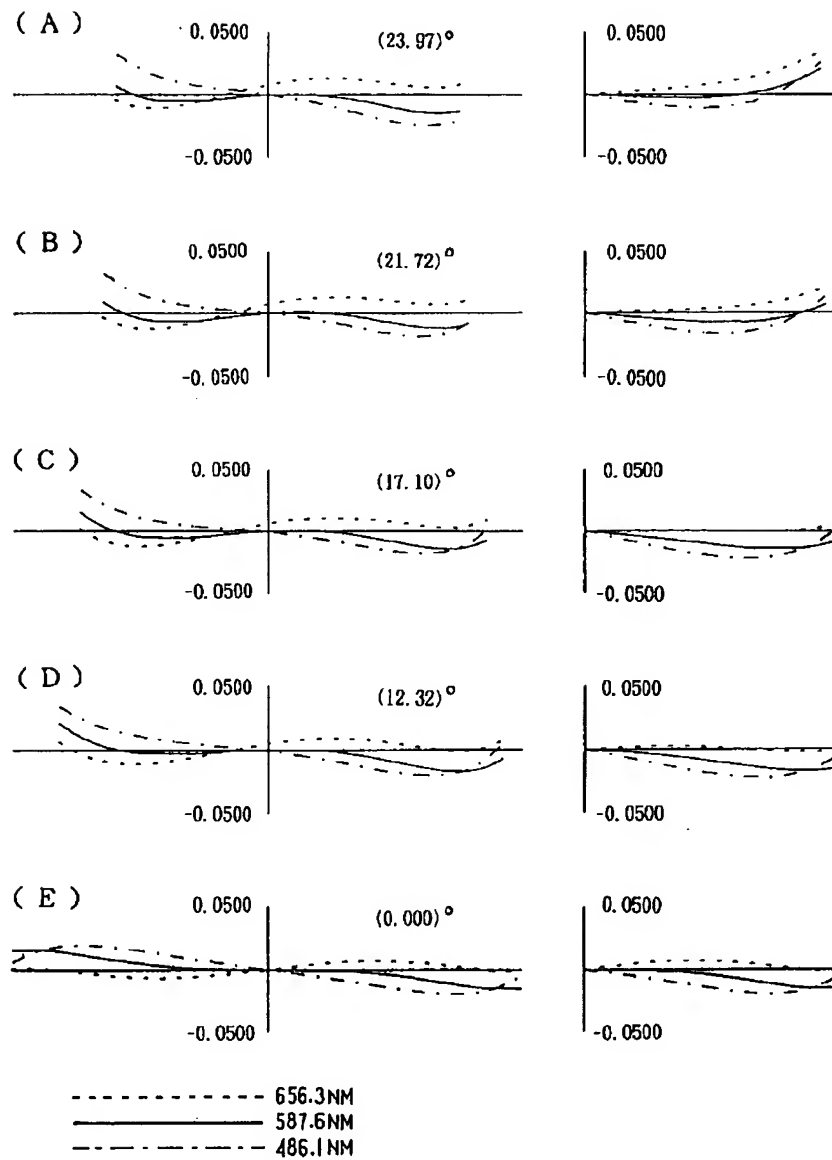 ( A )
0.0500 (23.97)° 0.0500
-0.0500 -0.0500
( B )
0.0500 (21.72)° 0.0500
-0.0500 -0.0500
( C )
0.0500 (17.10)° 0.0500
-0.0500 -0.0500
( D )
0.0500 (12.32)° 0.0500
-0.0500 -0.0500
( E )
0.0500 (0.000)° 0.0500
-0.0500 -0.0500
656.3NM
587.6NM
486.1NM